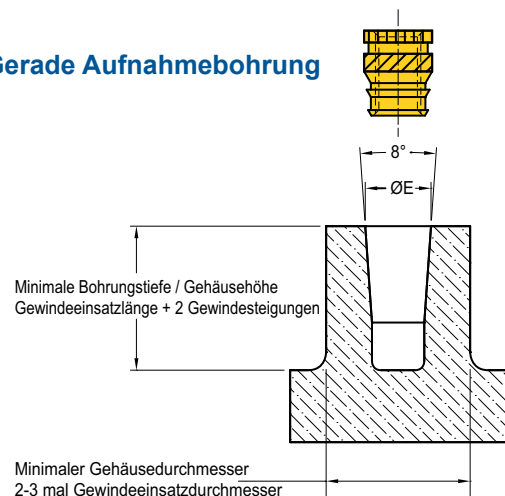 Gerade Aufnahmebohrung
8°
ØE
Minimale Bohrungstiefe / Gehäusehöhe
Gewindeeinsatzlänge + 2 Gewindesteigungen
Minimaler Gehäusedurchmesser
2-3 mal Gewindeeinsatzdurchmesser